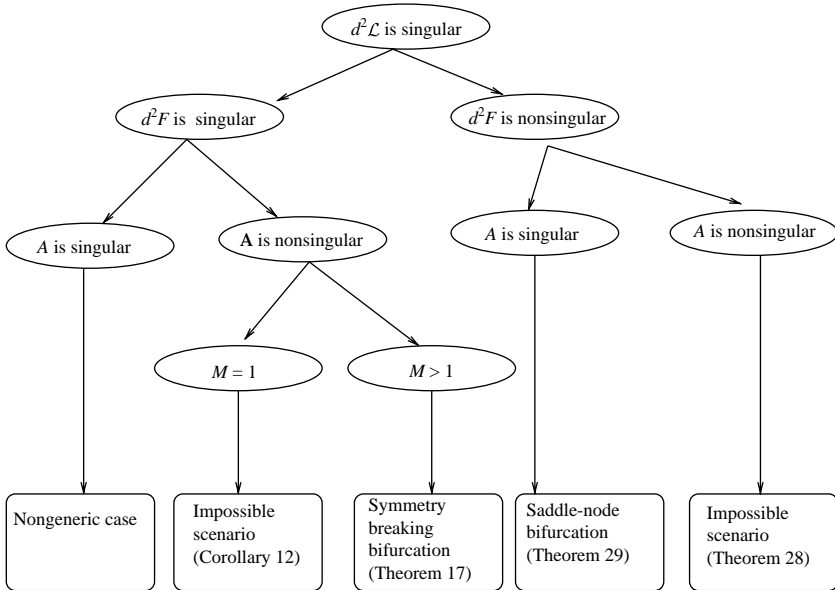 d²ℒ is singular
d²F is singular
d²F is nonsingular
A is singular
A is nonsingular
A is singular
A is nonsingular
M = 1
M > 1
Nongeneric case
Impossible
scenario
(Corollary 12)
Symmetry
breaking
bifurcation
(Theorem 17)
Saddle-node
bifurcation
(Theorem 29)
Impossible
scenario
(Theorem 28)